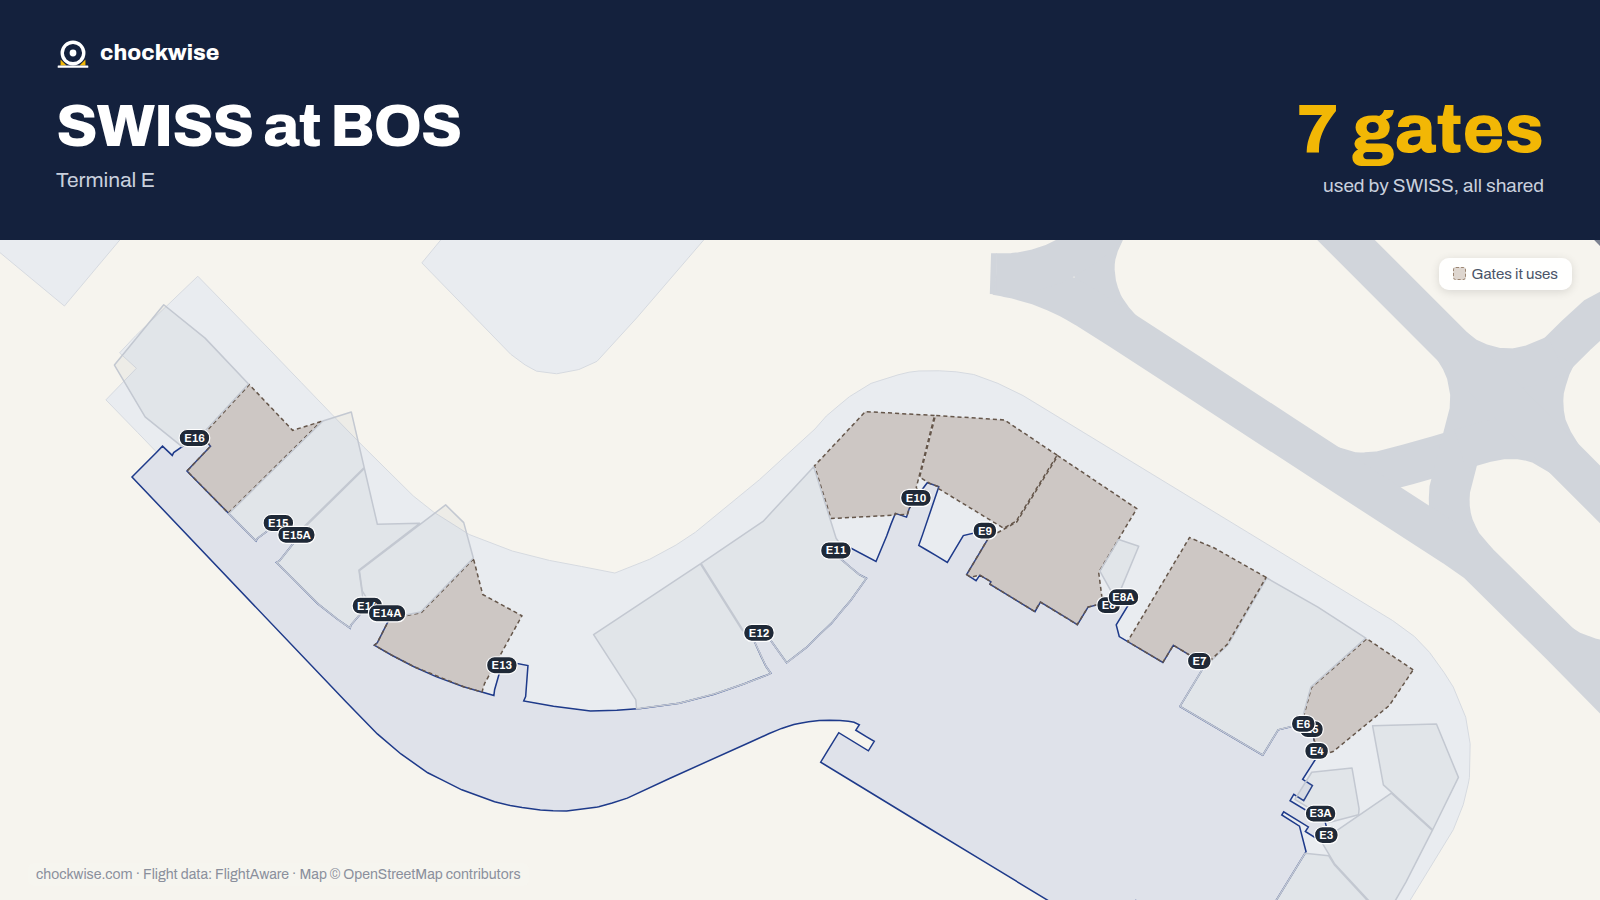 chockwise
SWISS at BOS
Terminal E
7 gates
used by SWISS, all shared
Gates it uses
E16
E15
E15A
E14A
E13
E12
E11
E10
E9
E8A
E7
E6
E4
E3A
E3
chockwise.com · Flight data: FlightAware · Map © OpenStreetMap contributors